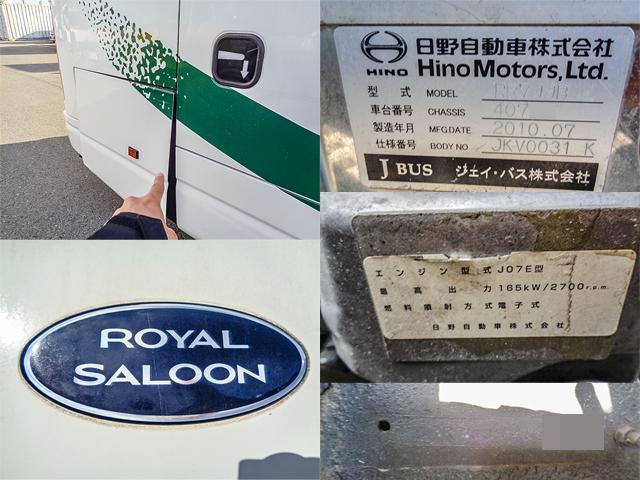 ROYAL
SALOON
HINO
日野自動車株式会社
Hino Motors, Ltd.
型式 MODEL RR7JJB
車台番号 CHASSIS 407
製造年月 MFG.DATE 2010.07
仕様番号 BODY NO JKV0031 K
J BUS ジェイ・バス株式会社
エンジン型式 J07E型
最高出力 165kW/2700r.p.m.
燃料噴射方式 電子式
日野自動車株式会社